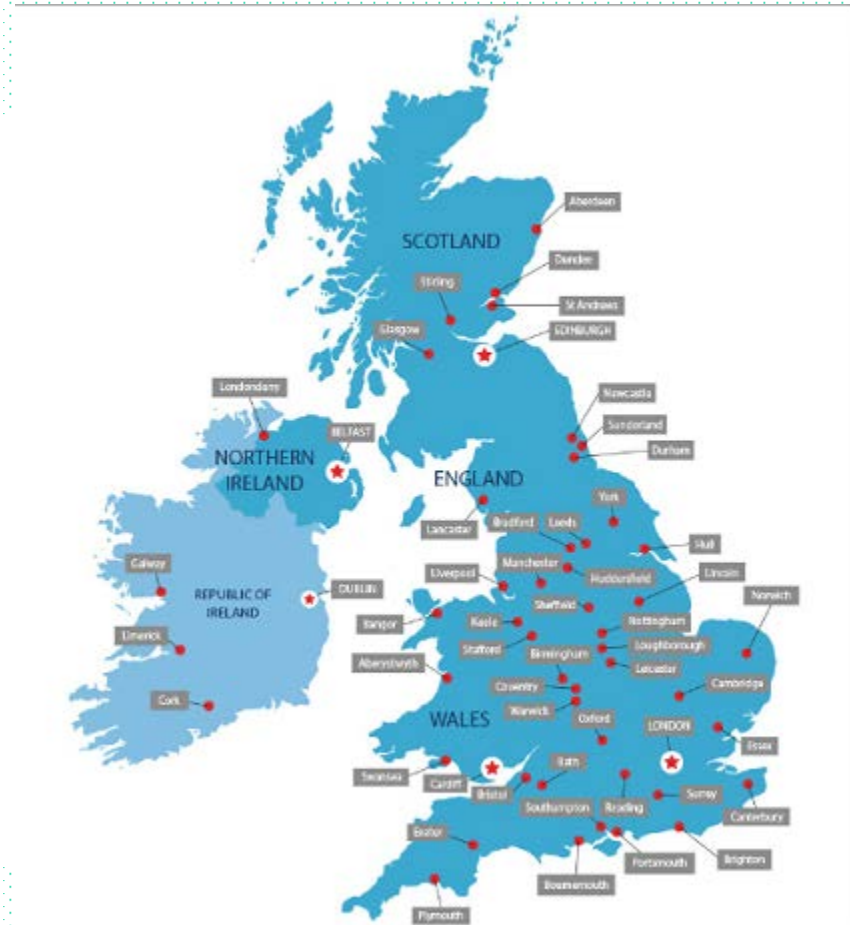 Aberdeen
SCOTLAND
Dundee
Stirling
St Andrews
Glasgow
EDINBURGH
Londonderry
Newcastle
Sunderland
BELFAST
Durham
NORTHERN
IRELAND
ENGLAND
York
Lancaster
Bradford
Leeds
Hull
Manchester
Liverpool
Huddersfield
Lincoln
Galway
DUBLIN
REPUBLIC OF
IRELAND
Norwich
Sheffield
Bangor
Keele
Nottingham
Limerick
Stafford
Loughborough
Birmingham
Aberystwyth
Leicester
Coventry
Cambridge
Cork
Warwick
WALES
Oxford
LONDON
Essex
Bath
Swansea
Cardiff
Bristol
Surrey
Southampton
Reading
Canterbury
Exeter
Portsmouth
Brighton
Bournemouth
Plymouth